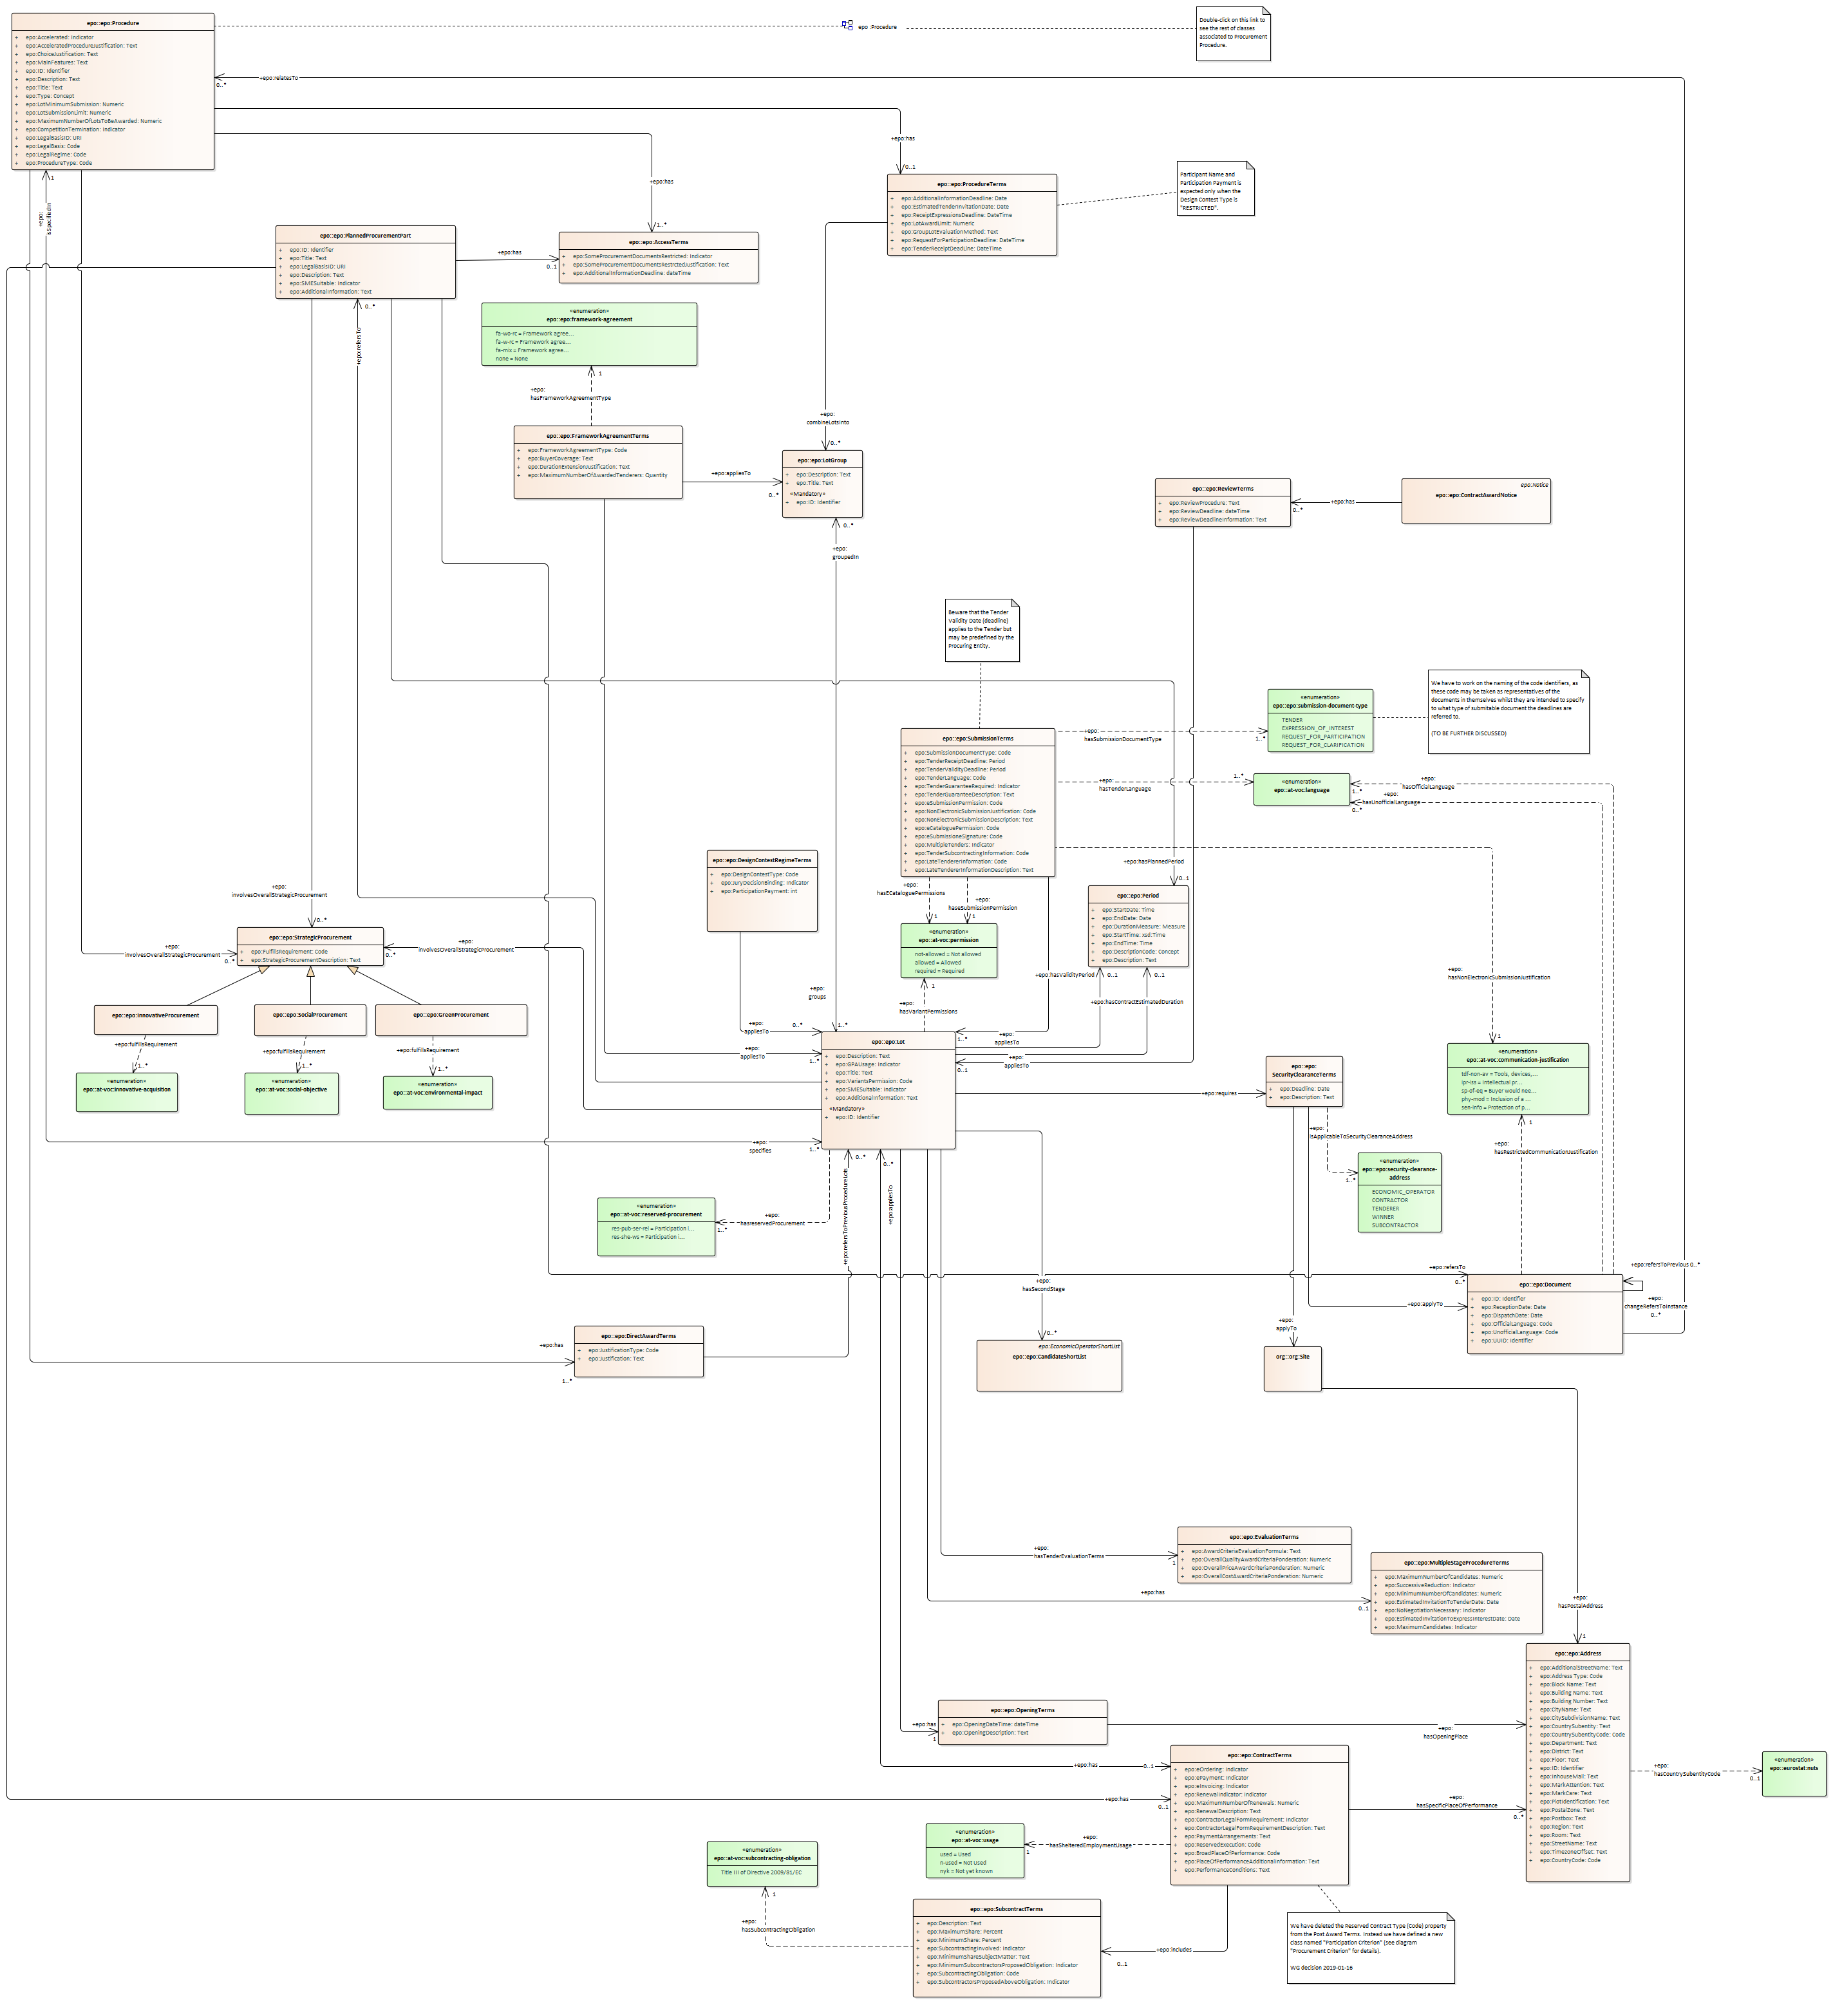 epo::epo:Procedure
+ epo:Accelerated: Indicator
+ epo:AcceleratedProcedureJustification: Text
+ epo:ChoiceJustification: Text
+ epo:MainFeatures: Text
+ epo:ID: Identifier
+ epo:Description: Text
+ epo:Title: Text
+ epo:Type: Concept
+ epo:LotMinimumSubmission: Numeric
+ epo:LotSubmissionLimit: Numeric
+ epo:MaximumNumberOfLotsToBeAwarded: Numeric
+ epo:CompetitionTermination: Indicator
+ epo:LegalBasisID: URI
+ epo:LegalBasis: Code
+ epo:LegalRegime: Code
+ epo:ProcedureType: Code
epo :Procedure
Double-click on this link to
see the rest of classes
associated to Procurement
Procedure.
+epo:relatesTo
0..*
+epo:has
0..1
+epo:has
1..*
1
+epo:
isSpecifiedIn
epo::epo:ProcedureTerms
+ epo:AdditionalInformationDeadline: Date
+ epo:EstimatedTenderInvitationDate: Date
+ epo:ReceiptExpressionsDeadline: DateTime
+ epo:LotAwardLimit: Numeric
+ epo:GroupLotEvaluationMethod: Text
+ epo:RequestForParticipationDeadline: DateTime
+ epo:TenderReceiptDeadLine: DateTime
Participant Name and
Participation Payment is
expected only when the
Design Contest Type is
"RESTRICTED".
epo::epo:PlannedProcurementPart
+ epo:ID: Identifier
+ epo:Title: Text
+ epo:LegalBasisID: URI
+ epo:Description: Text
+ epo:SMESuitable: Indicator
+ epo:AdditionalInformation: Text
+epo:has
0..1
epo::epo:AccessTerms
+ epo:SomeProcurementDocumentsRestricted: Indicator
+ epo:SomeProcurementDocumentsRestrctedJustification: Text
+ epo:AdditionalInformationDeadline: dateTime
0..*
+epo:refersTo
«enumeration»
epo::epo:framework-agreement
fa-wo-rc = Framework agree...
fa-w-rc = Framework agree...
fa-mix = Framework agree...
none = None
1
+epo:
hasFrameworkAgreementType
epo::epo:FrameworkAgreementTerms
+ epo:FrameworkAgreementType: Code
+ epo:BuyerCoverage: Text
+ epo:DurationExtensionJustification: Text
+ epo:MaximumNumberOfAwardedTenderers: Quantity
+epo:
combineLotsInto
0..*
+epo:appliesTo
0..*
epo::epo:LotGroup
+ epo:Description: Text
+ epo:Title: Text
«Mandatory»
+ epo:ID: Identifier
0..*
+epo:
groupedIn
epo::epo:ReviewTerms
+ epo:ReviewProcedure: Text
+ epo:ReviewDeadline: dateTime
+ epo:ReviewDeadlineInformation: Text
+epo:has
0..*
epo:Notice
epo::epo:ContractAwardNotice
Beware that the Tender
Validity Date (deadline)
applies to the Tender but
may be predefined by the
Procuring Entity.
epo::epo:SubmissionTerms
+ epo:SubmissionDocumentType: Code
+ epo:TenderReceiptDeadline: Period
+ epo:TenderValidityDeadline: Period
+ epo:TenderLanguage: Code
+ epo:TenderGuaranteeRequired: Indicator
+ epo:TenderGuaranteeDescription: Text
+ epo:eSubmissionPermission: Code
+ epo:NonElectronicSubmissionJustification: Code
+ epo:NonElectronicSubmissionDescription: Text
+ epo:eCataloguePermission: Code
+ epo:eSubmissioneSignature: Code
+ epo:MultipleTenders: Indicator
+ epo:TenderSubcontractingInformation: Code
+ epo:LateTendererInformation: Code
+ epo:LateTendererInformationDescription: Text
+epo:
hasSubmissionDocumentType
1..*
«enumeration»
epo::epo:submission-document-type
TENDER
EXPRESSION_OF_INTEREST
REQUEST_FOR_PARTICIPATION
REQUEST_FOR_CLARIFICATION
We have to work on the naming of the code identifiers, as
these code may be taken as representatives of the
documents in themselves whilst they are intended to specify
to what type of submitable document the deadlines are
referred to.
(TO BE FURTHER DISCUSSED)
+epo:
hasTenderLanguage
1..*
«enumeration»
epo::at-voc:language
+epo:
hasOfficialLanguage
1..*
+epo:
hasUnofficialLanguage
0..*
epo::epo:DesignContestRegimeTerms
+ epo:DesignContestType: Code
+ epo:JuryDecisionBinding: Indicator
+ epo:ParticipationPayment: int
+epo:
hasECataloguePermissions
1
+epo:
haseSubmissionPermission
1
«enumeration»
epo::at-voc:permission
not-allowed = Not allowed
allowed = Allowed
required = Required
1
+epo:
hasVariantPermissions
+epo:hasPlannedPeriod
0..1
epo::epo:Period
+ epo:StartDate: Time
+ epo:EndDate: Date
+ epo:DurationMeasure: Measure
+ epo:StartTime: xsd:Time
+ epo:EndTime: Time
+ epo:DescriptionCode: Concept
+ epo:Description: Text
+epo:hasValidityPeriod
0..1
0..1
+epo:hasContractEstimatedDuration
+epo:
hasNonElectronicSubmissionJustification
1
+epo:
involvesOverallStrategicProcurement
0..*
+epo:
involvesOverallStrategicProcurement
0..*
epo::epo:StrategicProcurement
+ epo:FulfillsRequirement: Code
+ epo:StrategicProcurementDescription: Text
+epo:
involvesOverallStrategicProcurement
0..*
epo::epo:InnovativeProcurement
epo::epo:SocialProcurement
epo::epo:GreenProcurement
+epo:fulfillsRequirement
1..*
+epo:fulfillsRequirement
1..*
+epo:fulfillsRequirement
1..*
«enumeration»
epo::at-voc:innovative-acquisition
«enumeration»
epo::at-voc:social-objective
«enumeration»
epo::at-voc:environmental-impact
+epo:
groups
1..*
+epo:
appliesTo
0..*
+epo:
appliesTo
1..*
epo::epo:Lot
+ epo:Description: Text
+ epo:GPAUsage: Indicator
+ epo:Title: Text
+ epo:VariantsPermission: Code
+ epo:SMESuitable: Indicator
+ epo:AdditionalInformation: Text
«Mandatory»
+ epo:ID: Identifier
1..*
+epo:
appliesTo
0..1
+epo:
appliesTo
+epo:requires
epo::epo:
SecurityClearanceTerms
+ epo:Deadline: Date
+ epo:Description: Text
«enumeration»
epo::at-voc:communication-justification
tdf-non-av = Tools, devices,...
ipr-iss = Intellectual pr...
sp-of-eq = Buyer would nee...
phy-mod = Inclusion of a ...
sen-info = Protection of p...
1
+epo:
hasRestrictedCommunicationJustification
+epo:
isApplicableToSecurityClearanceAddress
1..*
«enumeration»
epo::epo:security-clearance-
address
ECONOMIC_OPERATOR
CONTRACTOR
TENDERER
WINNER
SUBCONTRACTOR
+epo:
specifies
1..*
«enumeration»
epo::at-voc:reserved-procurement
res-pub-ser-rel = Participation i...
res-she-ws = Participation i...
+epo:
hasreservedProcurement
1..*
0..*
+epo:refersToPreviousProcedureLots
0..*
+epo:appliesTo
+epo:
hasSecondStage
0..*
+epo:refersTo
0..*
+epo:applyTo
epo::epo:Document
+ epo:ID: Identifier
+ epo:ReceptionDate: Date
+ epo:DispatchDate: Date
+ epo:OfficialLanguage: Code
+ epo:UnofficialLanguage: Code
+ epo:UUID: Identifier
+epo:refersToPrevious 0..*
+epo:
changeRefersToInstance
0..*
+epo:
applyTo
epo::epo:DirectAwardTerms
+ epo:JustificationType: Code
+ epo:Justification: Text
+epo:has
1..*
epo:EconomicOperatorShortList
epo::epo:CandidateShortList
org::org:Site
+epo:
hasPostalAddress
1
+epo:
hasTenderEvaluationTerms
1
epo::epo:EvaluationTerms
+ epo:AwardCriteriaEvaluationFormula: Text
+ epo:OverallQualityAwardCriteriaPonderation: Numeric
+ epo:OverallPriceAwardCriteriaPonderation: Numeric
+ epo:OverallCostAwardCriteriaPonderation: Numeric
+epo:has
0..1
epo::epo:MultipleStageProcedureTerms
+ epo:MaximumNumberOfCandidates: Numeric
+ epo:SuccessiveReduction: Indicator
+ epo:MinimumNumberOfCandidates: Numeric
+ epo:EstimatedInvitationToTenderDate: Date
+ epo:NoNegotiationNecessary: Indicator
+ epo:EstimatedInvitationToExpressInterestDate: Date
+ epo:MaximumCandidates: Indicator
epo::epo:Address
+ epo:AdditionalStreetName: Text
+ epo:Address Type: Code
+ epo:Block Name: Text
+ epo:Building Name: Text
+ epo:Building Number: Text
+ epo:CityName: Text
+ epo:CitySubdivisionName: Text
+ epo:CountrySubentity: Text
+ epo:CountrySubentityCode: Code
+ epo:Department: Text
+ epo:District: Text
+ epo:Floor: Text
+ epo:ID: Identifier
+ epo:InhouseMail: Text
+ epo:MarkAttention: Text
+ epo:MarkCare: Text
+ epo:PlotIdentification: Text
+ epo:PostalZone: Text
+ epo:Postbox: Text
+ epo:Region: Text
+ epo:Room: Text
+ epo:StreetName: Text
+ epo:TimezoneOffset: Text
+ epo:CountryCode: Code
+epo:
hasCountrySubentityCode
0..1
«enumeration»
epo::eurostat:nuts
+epo:has
1
epo::epo:OpeningTerms
+ epo:OpeningDateTime: dateTime
+ epo:OpeningDescription: Text
+epo:
hasOpeningPlace
+epo:has
0..1
+epo:has
0..1
epo::epo:ContractTerms
+ epo:eOrdering: Indicator
+ epo:ePayment: Indicator
+ epo:eInvoicing: Indicator
+ epo:RenewalIndicator: Indicator
+ epo:MaximumNumberOfRenewals: Numeric
+ epo:RenewalDescription: Text
+ epo:ContractorLegalFormRequirement: Indicator
+ epo:ContractorLegalFormRequirementDescription: Text
+ epo:PaymentArrangements: Text
+ epo:ReservedExecution: Code
+ epo:BroadPlaceOfPerformance: Code
+ epo:PlaceOfPerformanceAdditionalInformation: Text
+ epo:PerformanceConditions: Text
+epo:
hasSpecificPlaceOfPerformance
0..*
«enumeration»
epo::at-voc:usage
used = Used
n-used = Not Used
nyk = Not yet known
+epo:
hasShelteredEmploymentUsage
1
«enumeration»
epo::at-voc:subcontracting-obligation
Title III of Directive 2009/81/EC
1
+epo:
hasSubcontractingObligation
epo::epo:SubcontractTerms
+ epo:Description: Text
+ epo:MaximumShare: Percent
+ epo:MinimumShare: Percent
+ epo:SubcontractingInvolved: Indicator
+ epo:MinimumShareSubjectMatter: Text
+ epo:MinimumSubcontractorsProposedObligation: Indicator
+ epo:SubcontractingObligation: Code
+ epo:SubcontractorsProposedAboveObligation: Indicator
+epo:includes
0..1
We have deleted the Reserved Contract Type (Code) property
from the Post Award Terms. Instead we have defined a new
class named "Participation Criterion" (see diagram
"Procurement Criterion" for details).
WG decision 2019-01-16